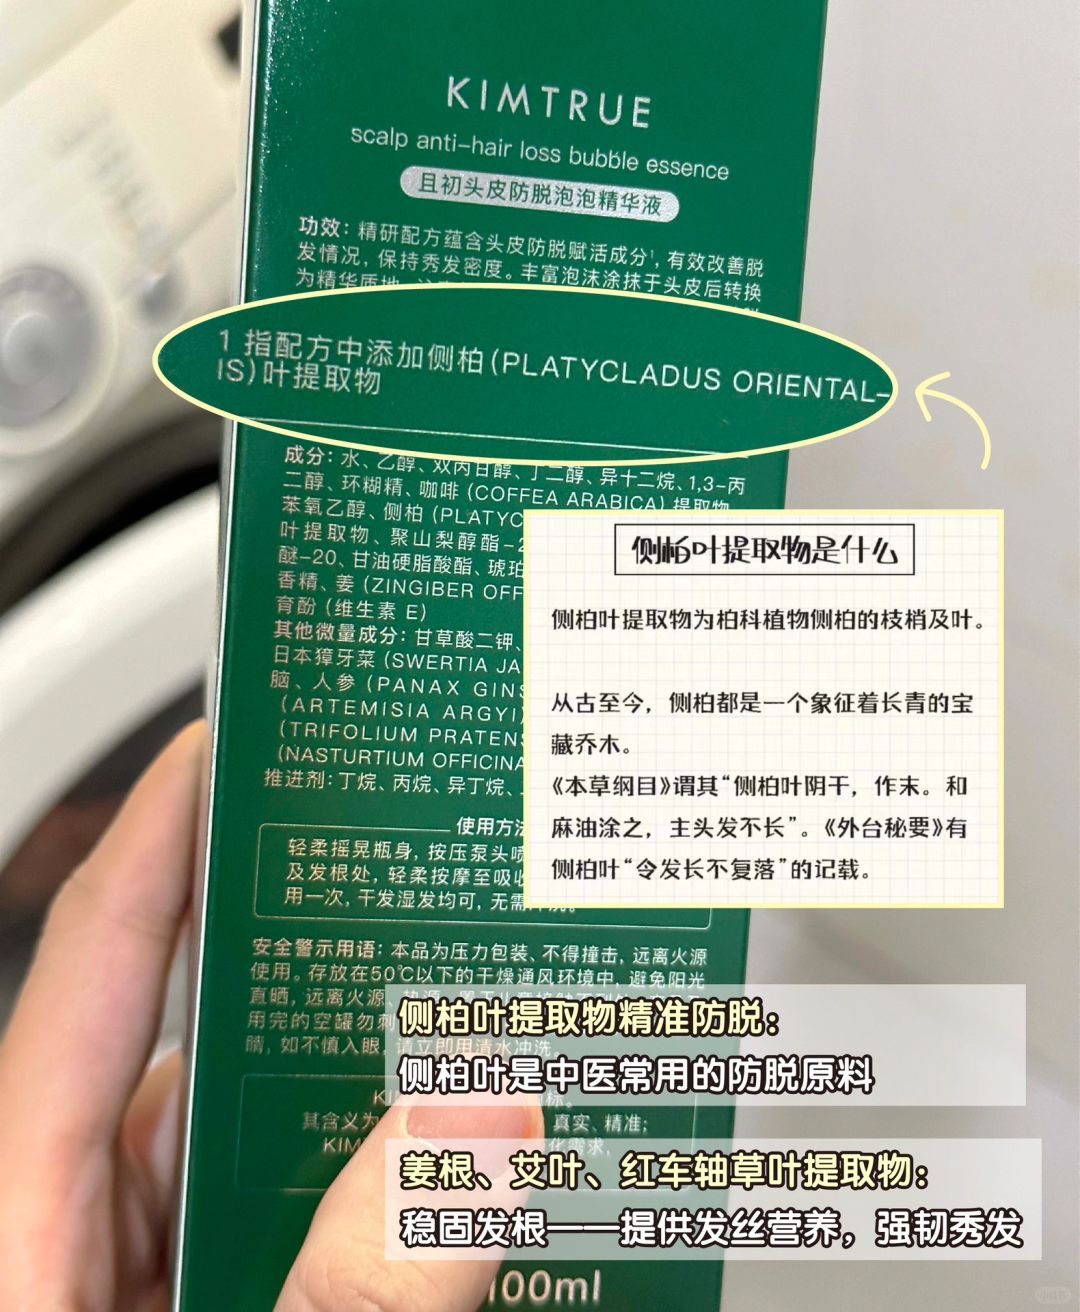 KIMTRUE
scalp anti-hair loss bubble essence
且初头皮防脱泡泡精华液
功效：精研配方蕴含头皮防脱赋活成分¹，有效改善脱
发情况，保持秀发密度。丰富泡沫涂抹于头皮后转换
为精华质地
1 指配方中添加侧柏(PLATYCLADUS ORIENTAL-
IS)叶提取物
成分：水、乙醇、双丙甘醇、丁二醇、异十二烷、1,3-丙
二醇、环糊精、咖啡 (COFFEA ARABICA) 提取物
苯氧乙醇、侧柏 (PLATYC
叶提取物、聚山梨醇酯-2
醚-20、甘油硬脂酸酯、琥珀
香精、姜 (ZINGIBER OFF
育酚 (维生素 E)
其他微量成分：甘草酸二钾、
日本獐牙菜 (SWERTIA JA
脑、人参 (PANAX GINS
(ARTEMISIA ARGYI)
(TRIFOLIUM PRATENS
(NASTURTIUM OFFICINA
推进剂：丁烷、丙烷、异丁烷、
使用方法
轻柔摇晃瓶身，按压泵头喷
及发根处，轻柔按摩至吸收
用一次，干发湿发均可，无需
安全警示用语：本品为压力包装、不得撞击，远离火源
使用。存放在50℃以下的干燥通风环境中，避免阳光
直晒，远离火源、热源。
用完的空罐勿刺
睛，如不慎入眼，请立即用清水冲洗。
标。
其含义为
真实、精准；
KIM
化需求，
100ml
侧柏叶提取物是什么
侧柏叶提取物为柏科植物侧柏的枝梢及叶。
从古至今，侧柏都是一个象征着长青的宝
藏乔木。
《本草纲目》谓其“侧柏叶阴干，作末。和
麻油涂之，主头发不长”。《外台秘要》有
侧柏叶“令发长不复落”的记载。
侧柏叶提取物精准防脱：
侧柏叶是中医常用的防脱原料
姜根、艾叶、红车轴草叶提取物：
稳固发根——提供发丝营养，强韧秀发
小红书